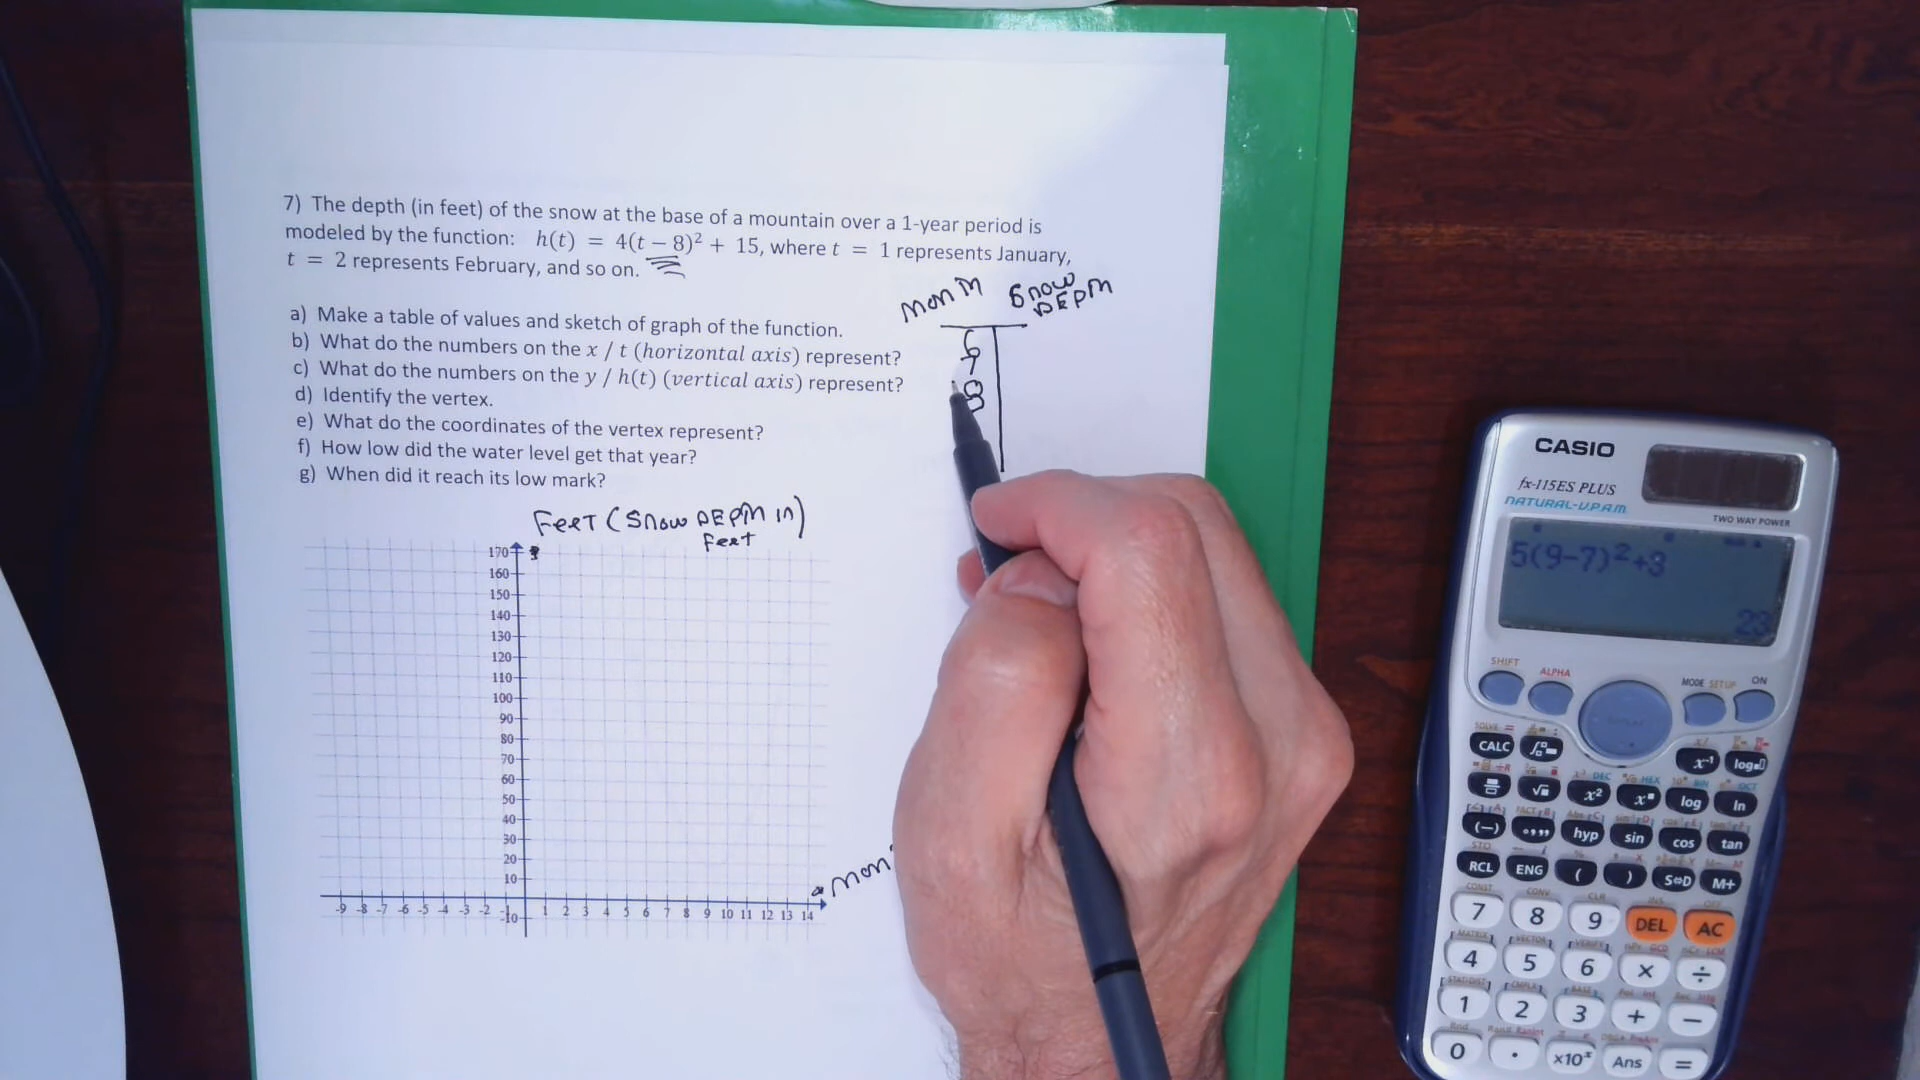 7) The depth (in feet) of the snow at the base of a mountain over a 1-year period is
modeled by the function: h(t) = 4(t − 8)² + 15, where t = 1 represents January,
t = 2 represents February, and so on.
Month Snow
Depth
a) Make a table of values and sketch of graph of the function.
b) What do the numbers on the x / t (horizontal axis) represent?
c) What do the numbers on the y / h(t) (vertical axis) represent?
d) Identify the vertex.
e) What do the coordinates of the vertex represent?
f) How low did the water level get that year?
g) When did it reach its low mark?
6
7
8
Feet (Snow Depth in)
feet
170
160
150
140
130
120
110
100
90
80
70
60
50
40
30
20
10
-9 -8 -7 -6 -5 -4 -3 -2 1 2 3 4 5 6 7 8 9 10 11 12 13 14
-10
CASIO
fx-115ES PLUS
NATURAL-V.P.A.M.
TWO WAY POWER
5(9-7)²+3
23
SHIFT ALPHA MODE SETUP ON
CALC x⁻¹ log
x² log ln
(−) hyp sin cos tan
RCL ENG ( ) S⇔D M+
7 8 9 DEL AC
4 5 6 × ÷
1 2 3 + −
0 . ×10ˣ Ans =